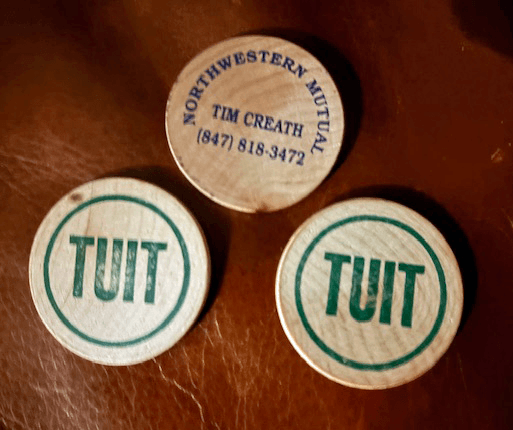 NORTHWESTERN MUTUAL
TIM CREATH
(847) 818-3472
TUIT
TUIT